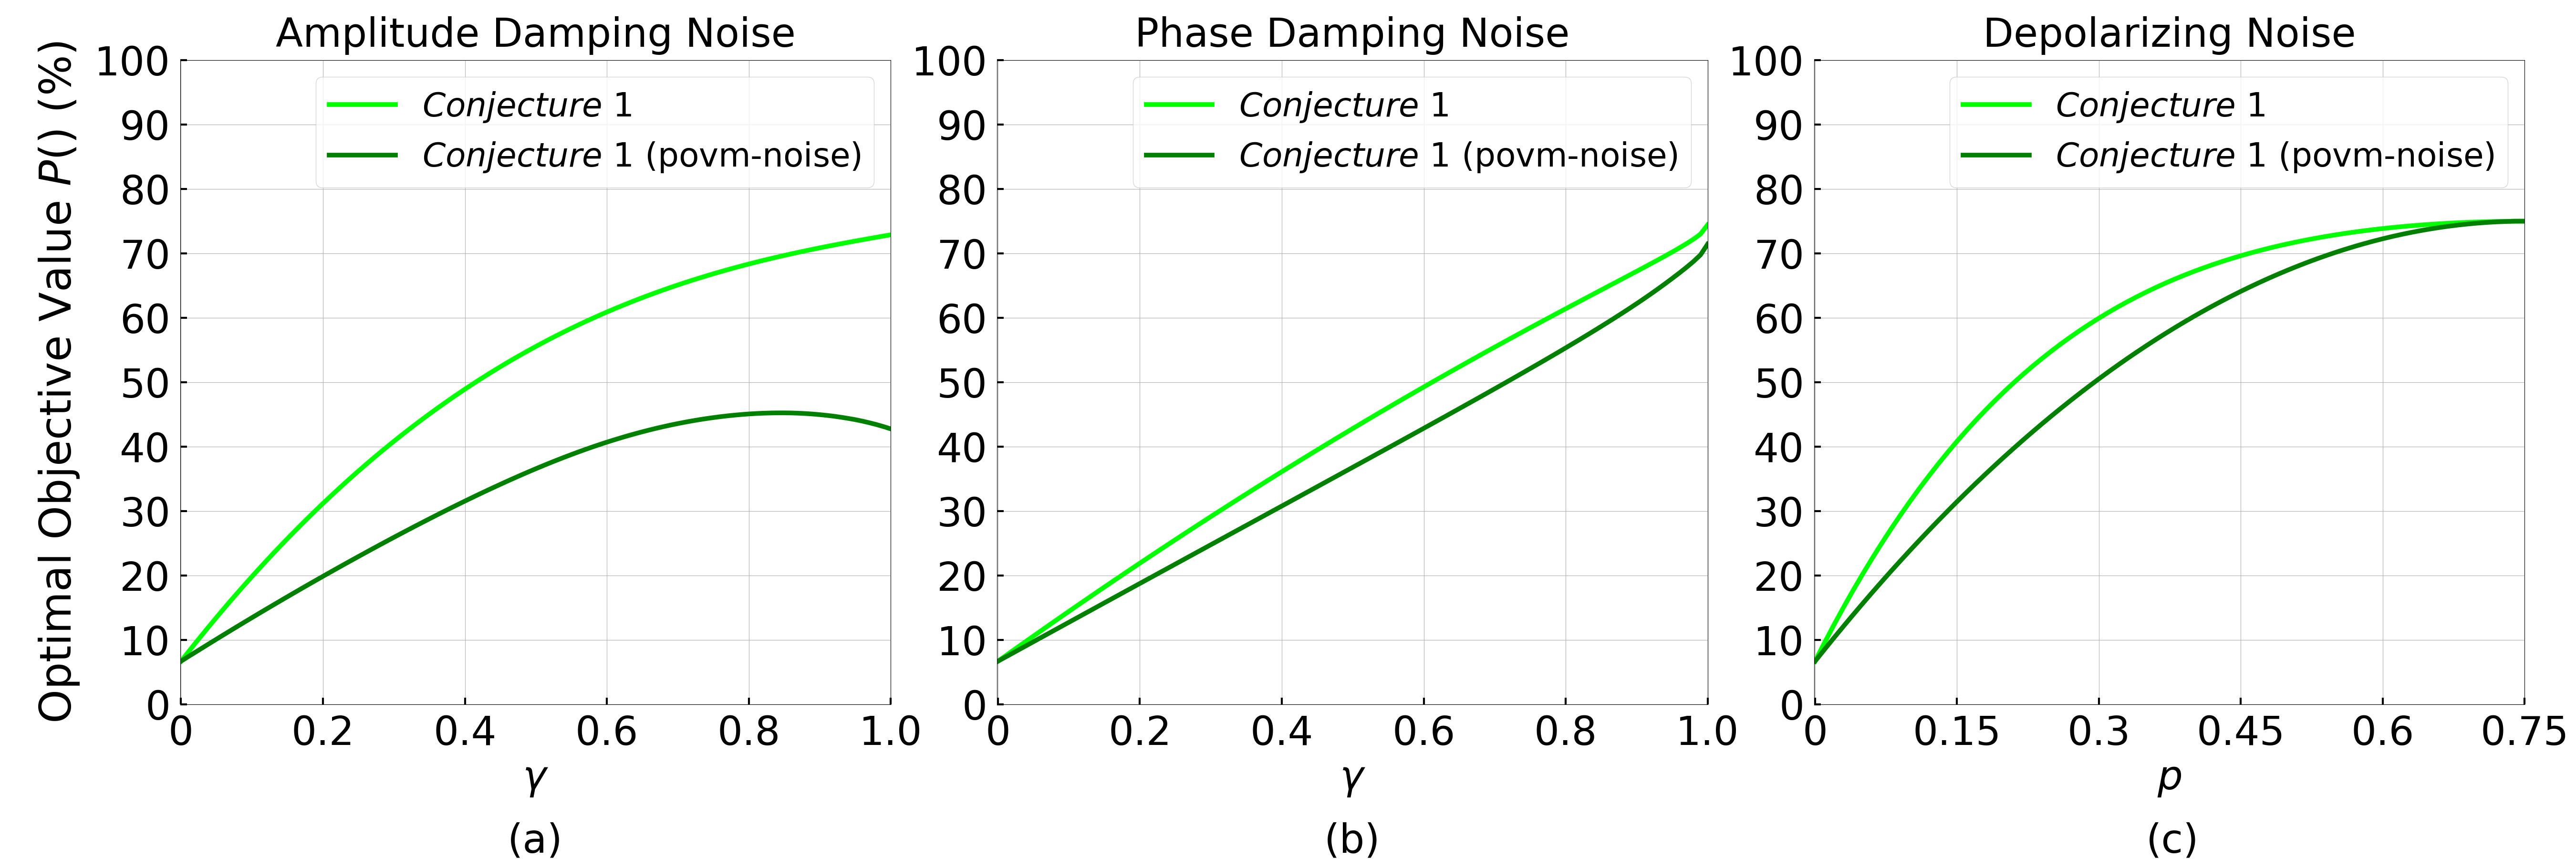 Amplitude Damping Noise
Optimal Objective Value P() (%)
100
90
80
70
60
50
40
30
20
10
0
Conjecture 1
Conjecture 1 (povm-noise)
0 0.2 0.4 0.6 0.8 1.0
γ
(a)
Phase Damping Noise
100
90
80
70
60
50
40
30
20
10
0
Conjecture 1
Conjecture 1 (povm-noise)
0 0.2 0.4 0.6 0.8 1.0
γ
(b)
Depolarizing Noise
100
90
80
70
60
50
40
30
20
10
0
Conjecture 1
Conjecture 1 (povm-noise)
0 0.15 0.3 0.45 0.6 0.75
p
(c)